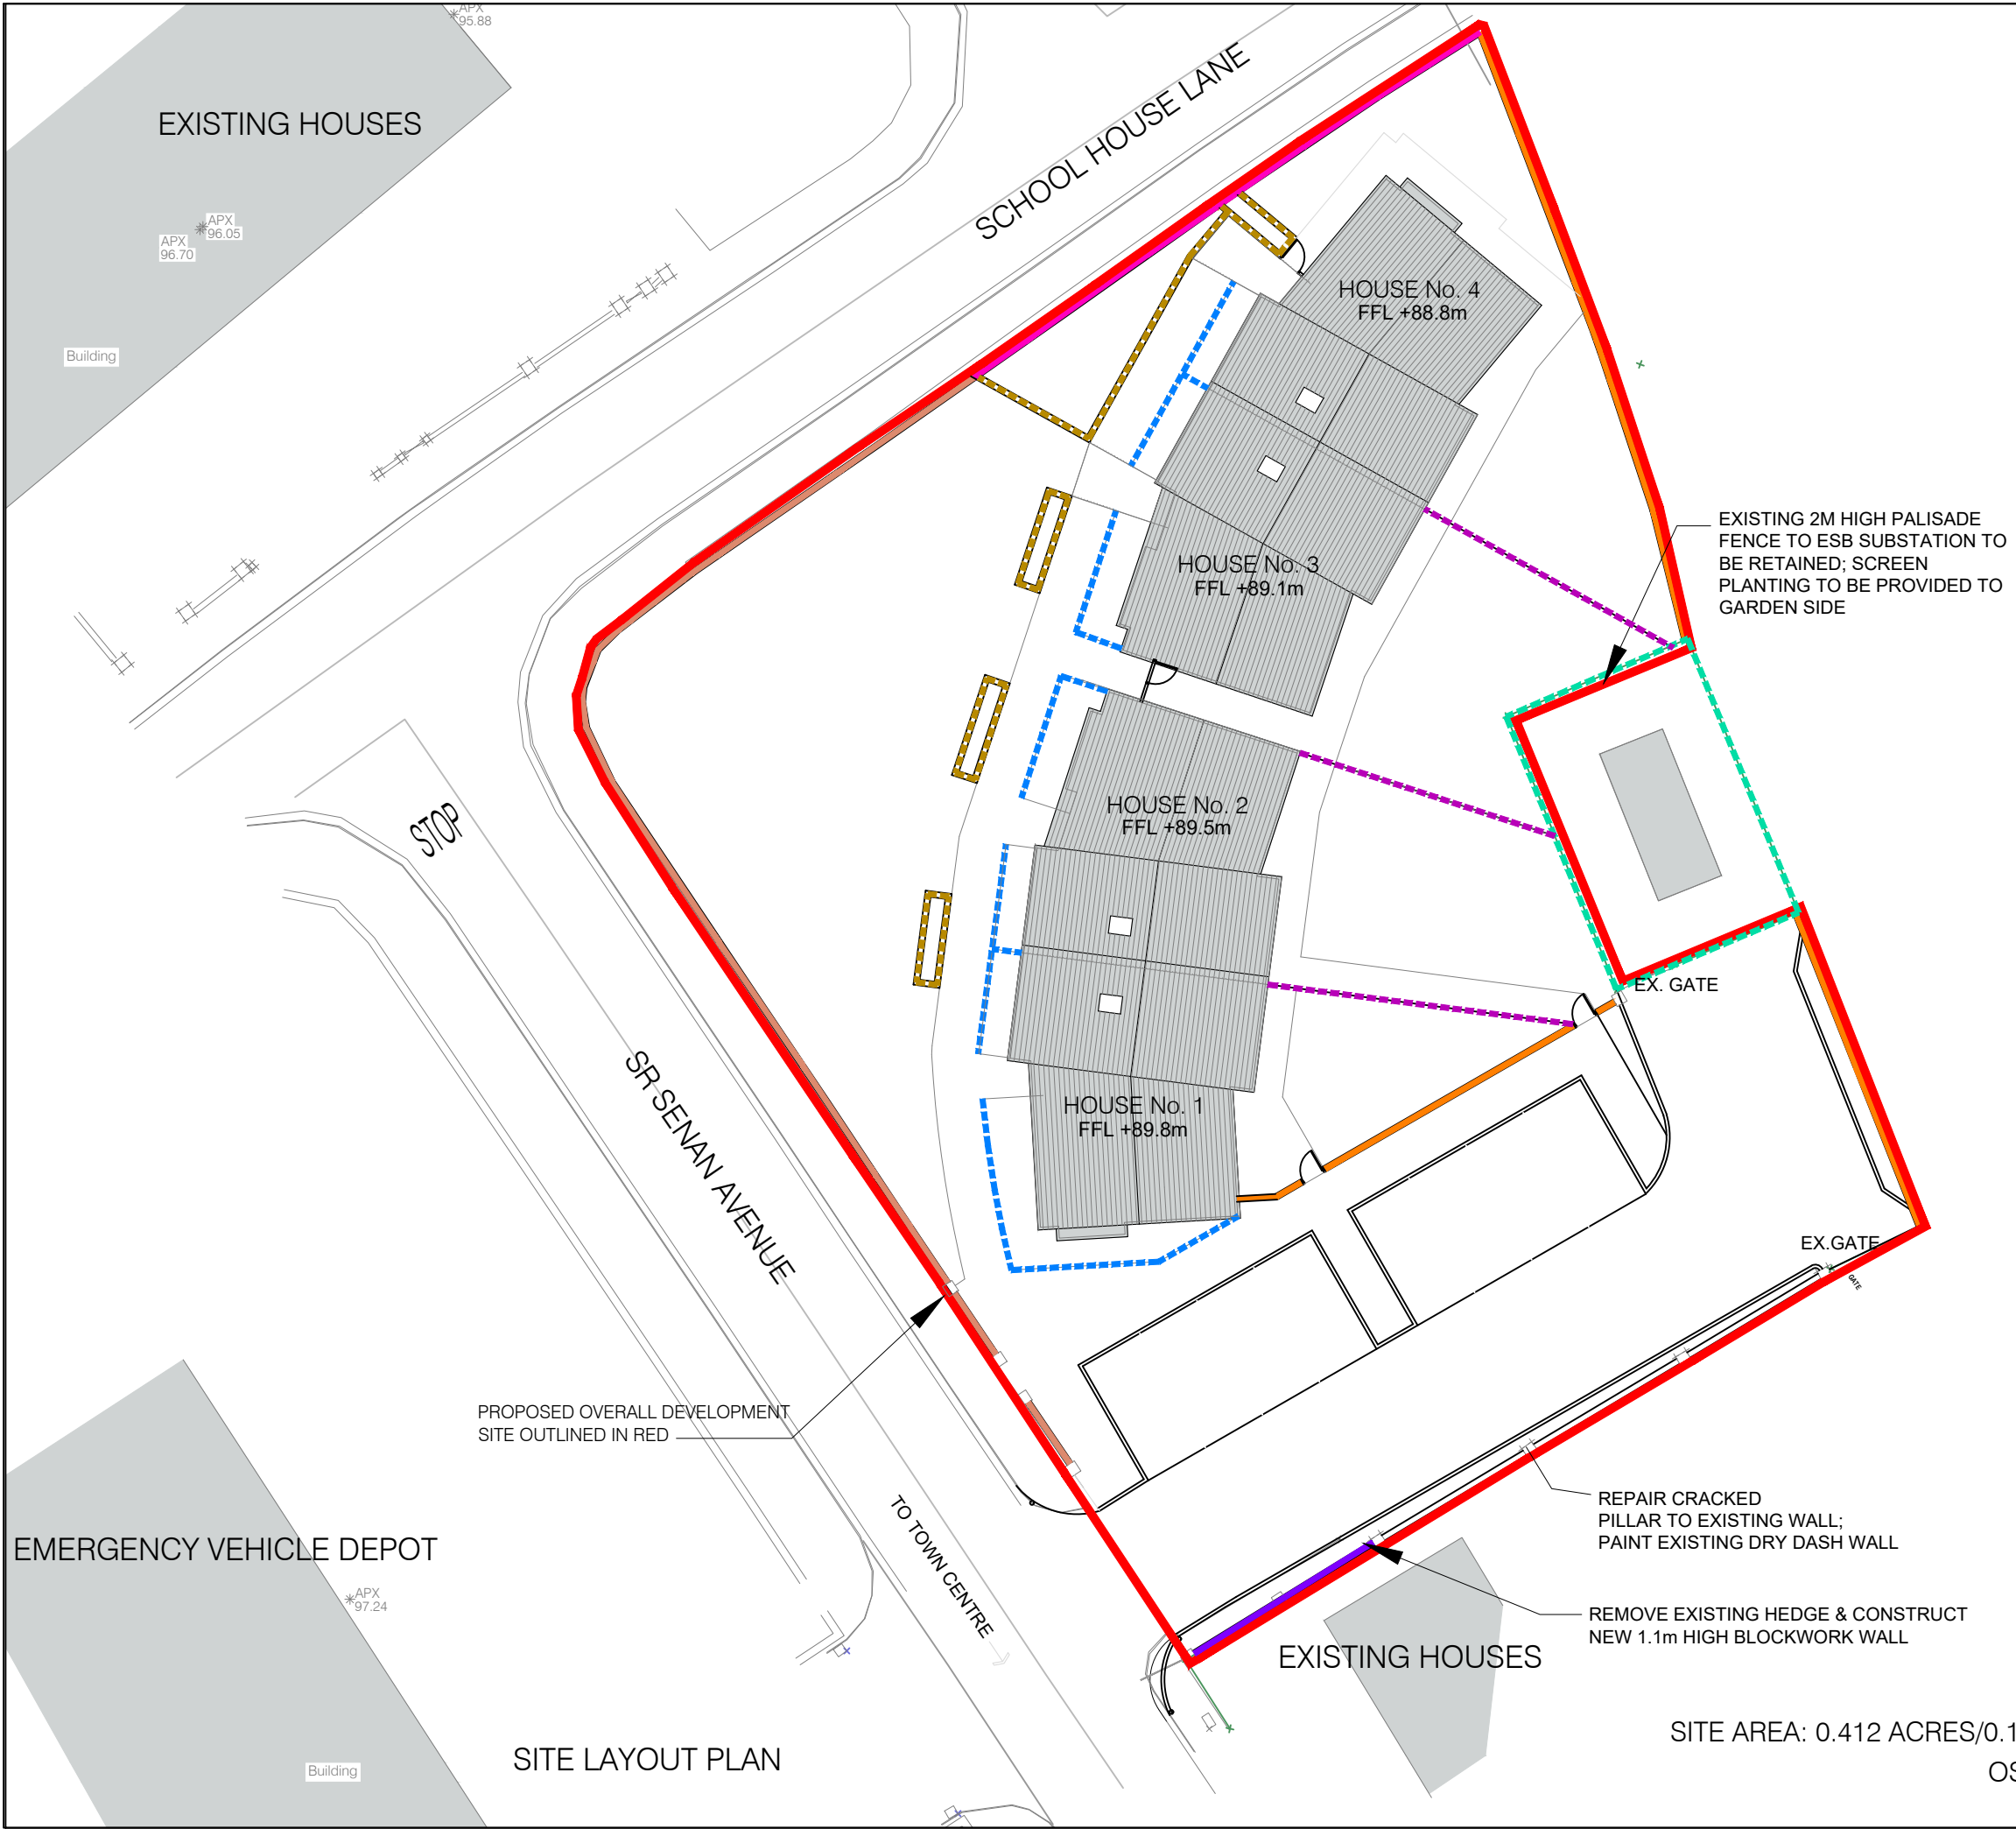 APX
95.88
EXISTING HOUSES
SCHOOL HOUSE LANE
APX
96.05
APX
96.70
Building
HOUSE No. 4
FFL +88.8m
EXISTING 2M HIGH PALISADE
FENCE TO ESB SUBSTATION TO
BE RETAINED; SCREEN
PLANTING TO BE PROVIDED TO
GARDEN SIDE
HOUSE No. 3
FFL +89.1m
STOP
HOUSE No. 2
FFL +89.5m
EX. GATE
SR SENAN AVENUE
HOUSE No. 1
FFL +89.8m
EX.GATE
GATE
PROPOSED OVERALL DEVELOPMENT
SITE OUTLINED IN RED
TO TOWN CENTRE
REPAIR CRACKED
PILLAR TO EXISTING WALL;
PAINT EXISTING DRY DASH WALL
EMERGENCY VEHICLE DEPOT
APX
97.24
REMOVE EXISTING HEDGE & CONSTRUCT
NEW 1.1m HIGH BLOCKWORK WALL
EXISTING HOUSES
SITE AREA: 0.412 ACRES/0.1
SITE LAYOUT PLAN
Building
OS